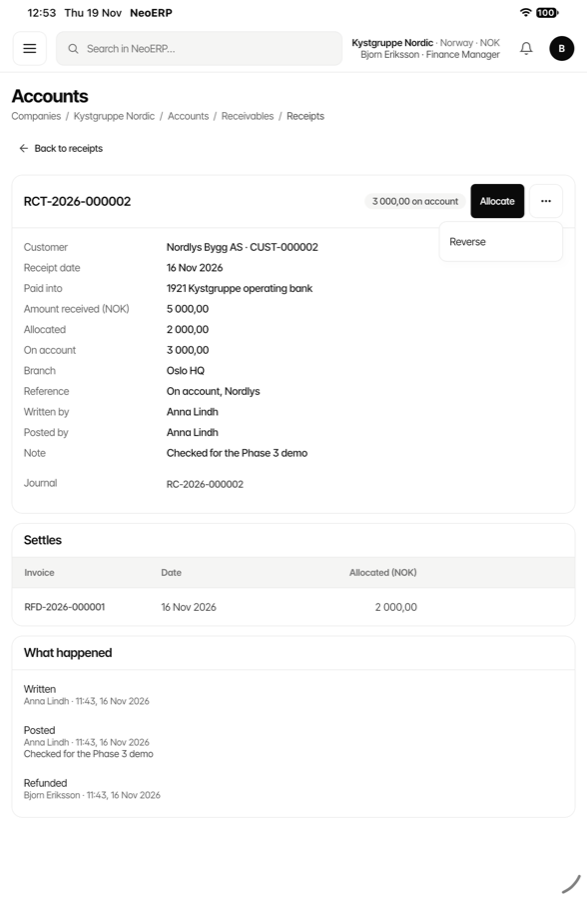 12:53 Thu 19 Nov NeoERP
100
Search in NeoERP...
Kystgruppe Nordic · Norway · NOK
Bjorn Eriksson · Finance Manager
B
Accounts
Companies / Kystgruppe Nordic / Accounts / Receivables / Receipts
Back to receipts
RCT-2026-000002
3 000,00 on account
Allocate
Reverse
Customer Nordlys Bygg AS · CUST-000002
Receipt date 16 Nov 2026
Paid into 1921 Kystgruppe operating bank
Amount received (NOK) 5 000,00
Allocated 2 000,00
On account 3 000,00
Branch Oslo HQ
Reference On account, Nordlys
Written by Anna Lindh
Posted by Anna Lindh
Note Checked for the Phase 3 demo
Journal RC-2026-000002
Settles
Invoice Date Allocated (NOK)
RFD-2026-000001 16 Nov 2026 2 000,00
What happened
Written
Anna Lindh · 11:43, 16 Nov 2026
Posted
Anna Lindh · 11:43, 16 Nov 2026
Checked for the Phase 3 demo
Refunded
Bjorn Eriksson · 11:43, 16 Nov 2026